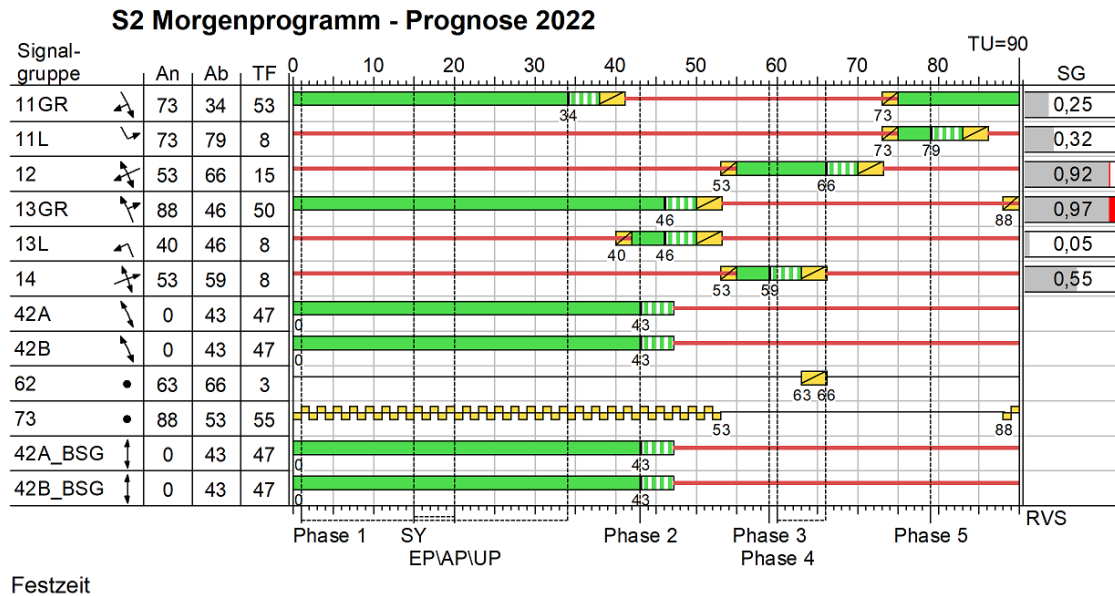 S2 Morgenprogramm - Prognose 2022
TU=90
Signal-
gruppe An Ab TF 0 10 20 30 40 50 60 70 80 SG
11GR 73 34 53 34 73 0,25
11L 73 79 8 73 79 0,32
12 53 66 15 53 66 0,92
13GR 88 46 50 46 88 0,97
13L 40 46 8 40 46 0,05
14 53 59 8 53 59 0,55
42A 0 43 47 0 43
42B 0 43 47 0 43
62 63 66 3 63 66
73 88 53 55 53 88
42A_BSG 0 43 47 0 43
42B_BSG 0 43 47 0 43
RVS
Phase 1 SY Phase 2 Phase 3 Phase 5
EP\AP\UP Phase 4
Festzeit